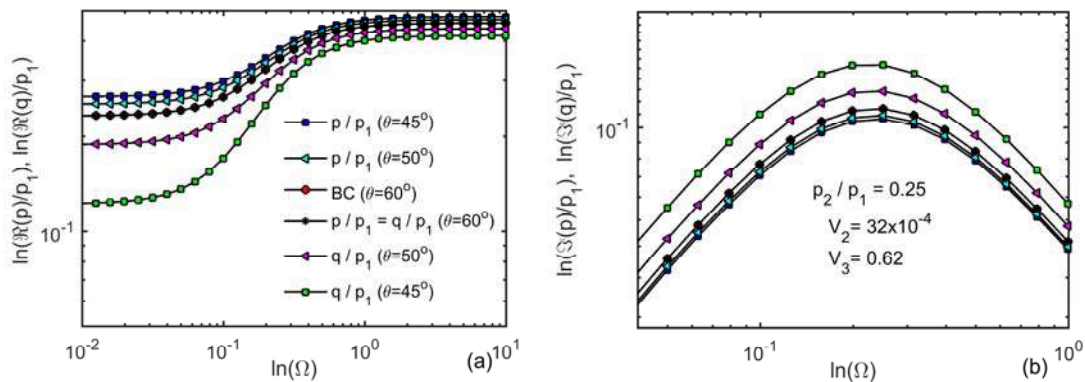 ln(ℜ(p)/p₁), ln(ℜ(q)/p₁)
10⁻¹
p / p₁ (θ=45°)
p / p₁ (θ=50°)
BC (θ=60°)
p / p₁ = q / p₁ (θ=60°)
q / p₁ (θ=50°)
q / p₁ (θ=45°)
10⁻² 10⁻¹ 10⁰ 10¹
ln(Ω)
(a)
ln(ℑ(p)/p₁), ln(ℑ(q)/p₁)
10⁻¹
p₂ / p₁ = 0.25
V₂= 32x10⁻⁴
V₃= 0.62
10⁻¹ 10⁰
ln(Ω)
(b)